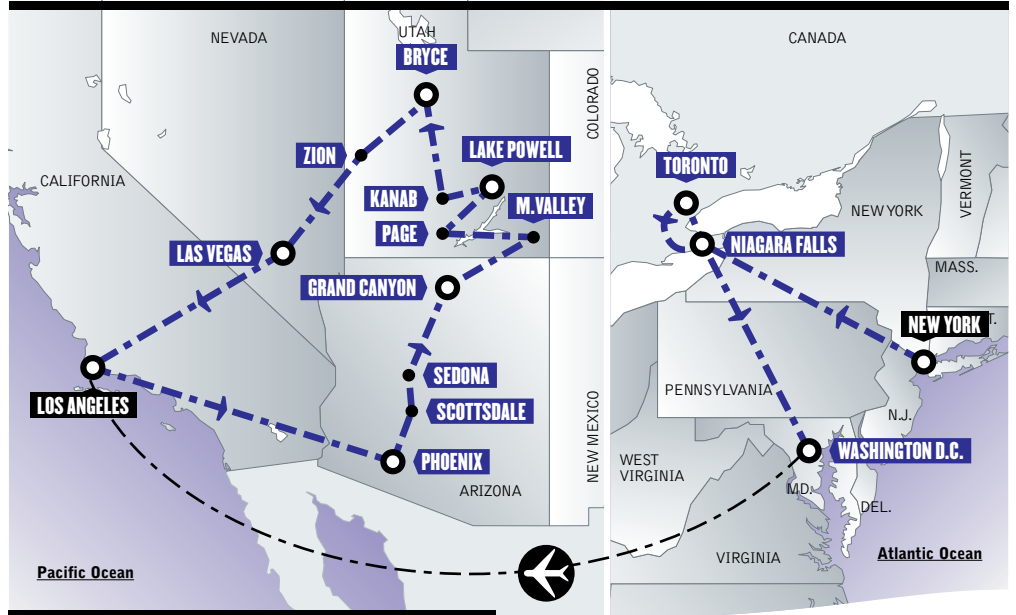 NEVADA
UTAH
BRYCE
COLORADO
ZION
LAKE POWELL
CALIFORNIA
KANAB
M.VALLEY
PAGE
LAS VEGAS
GRAND CANYON
SEDONA
LOS ANGELES
SCOTTSDALE
NEW MEXICO
PHOENIX
ARIZONA
Pacific Ocean
CANADA
TORONTO
VERMONT
NEW YORK
NIAGARA FALLS
MASS.
NEW YORK
T.
PENNSYLVANIA
N.J.
WASHINGTON D.C.
WEST
VIRGINIA
MD.
DEL.
VIRGINIA
Atlantic Ocean